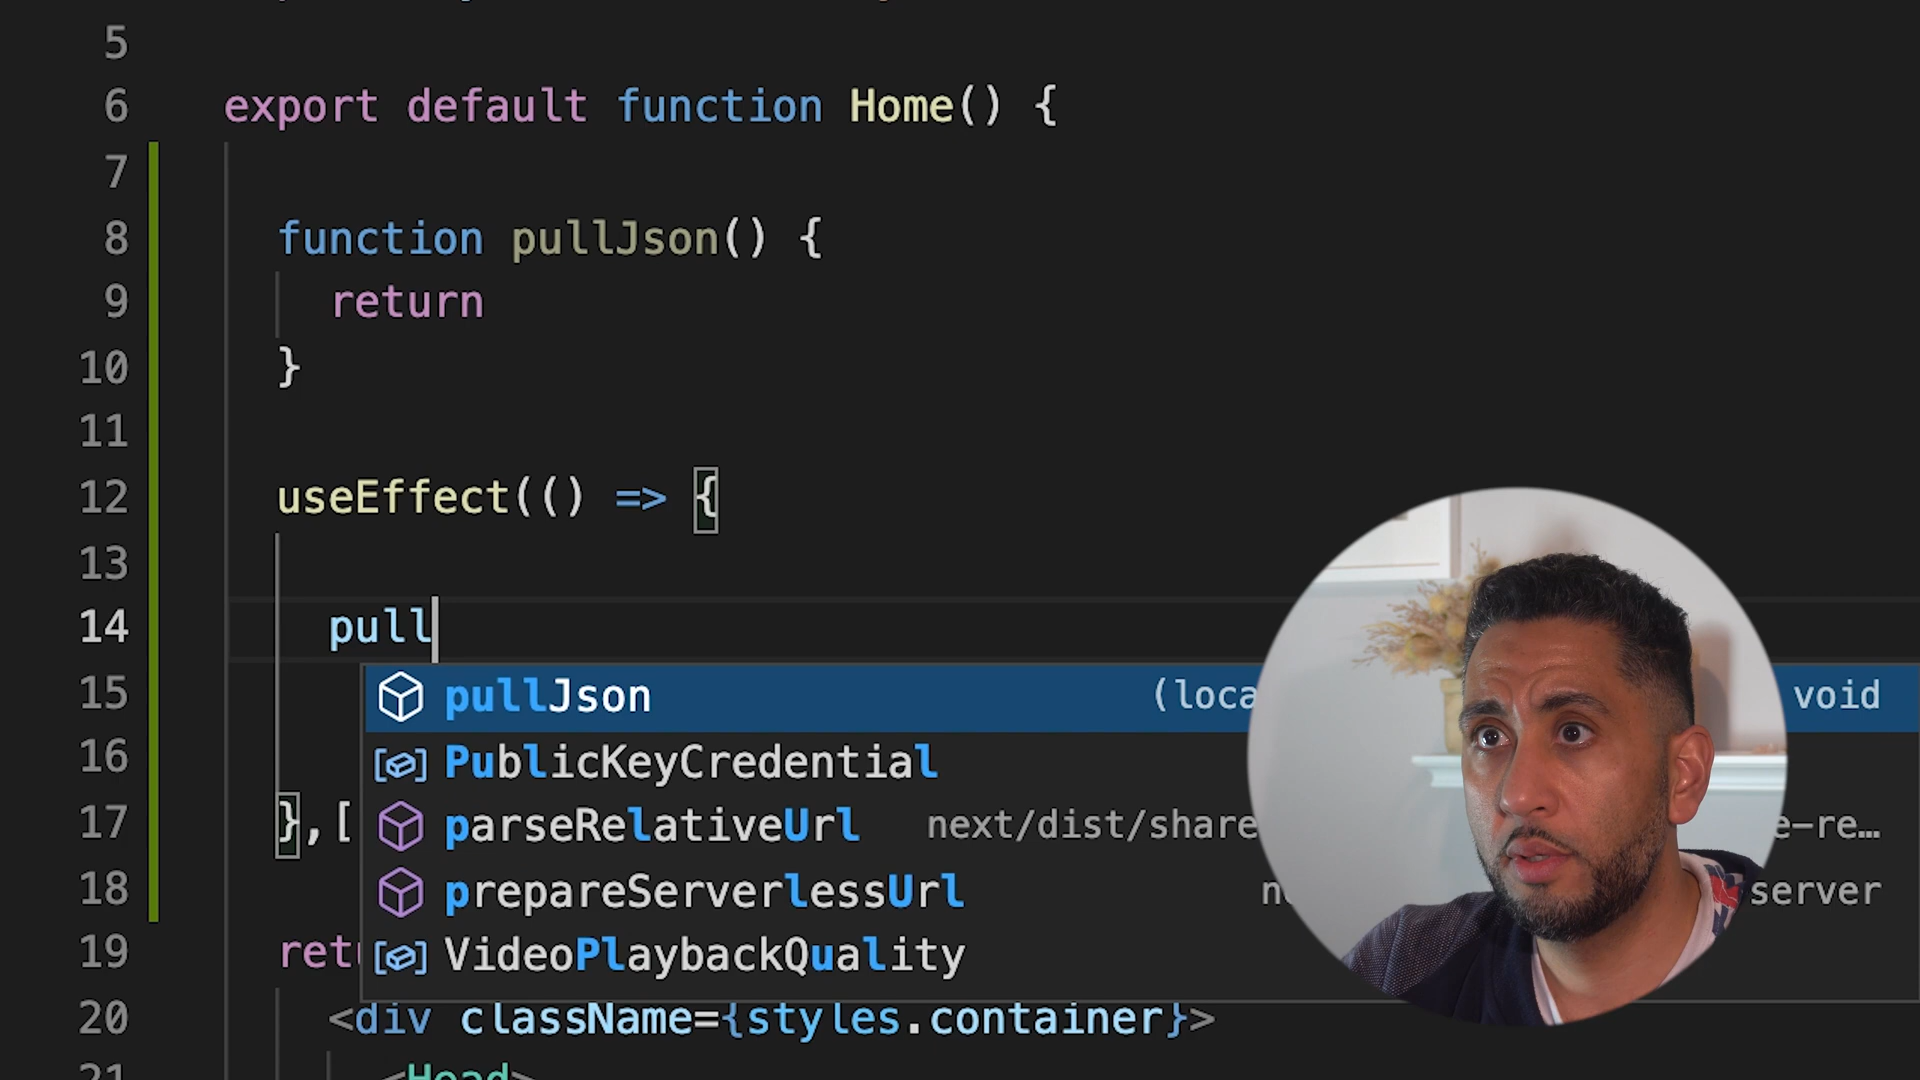 5
6 export default function Home() {
7
8 function pullJson() {
9 return
10 }
11
12 useEffect(() => {
13
14 pull
15 pullJson (loca void
16 PublicKeyCredential
17 },[ parseRelativeUrl next/dist/share e-re…
18 prepareServerlessUrl server
19 retu VideoPlaybackQuality
20 <div className={styles.container}>
21 <Head>